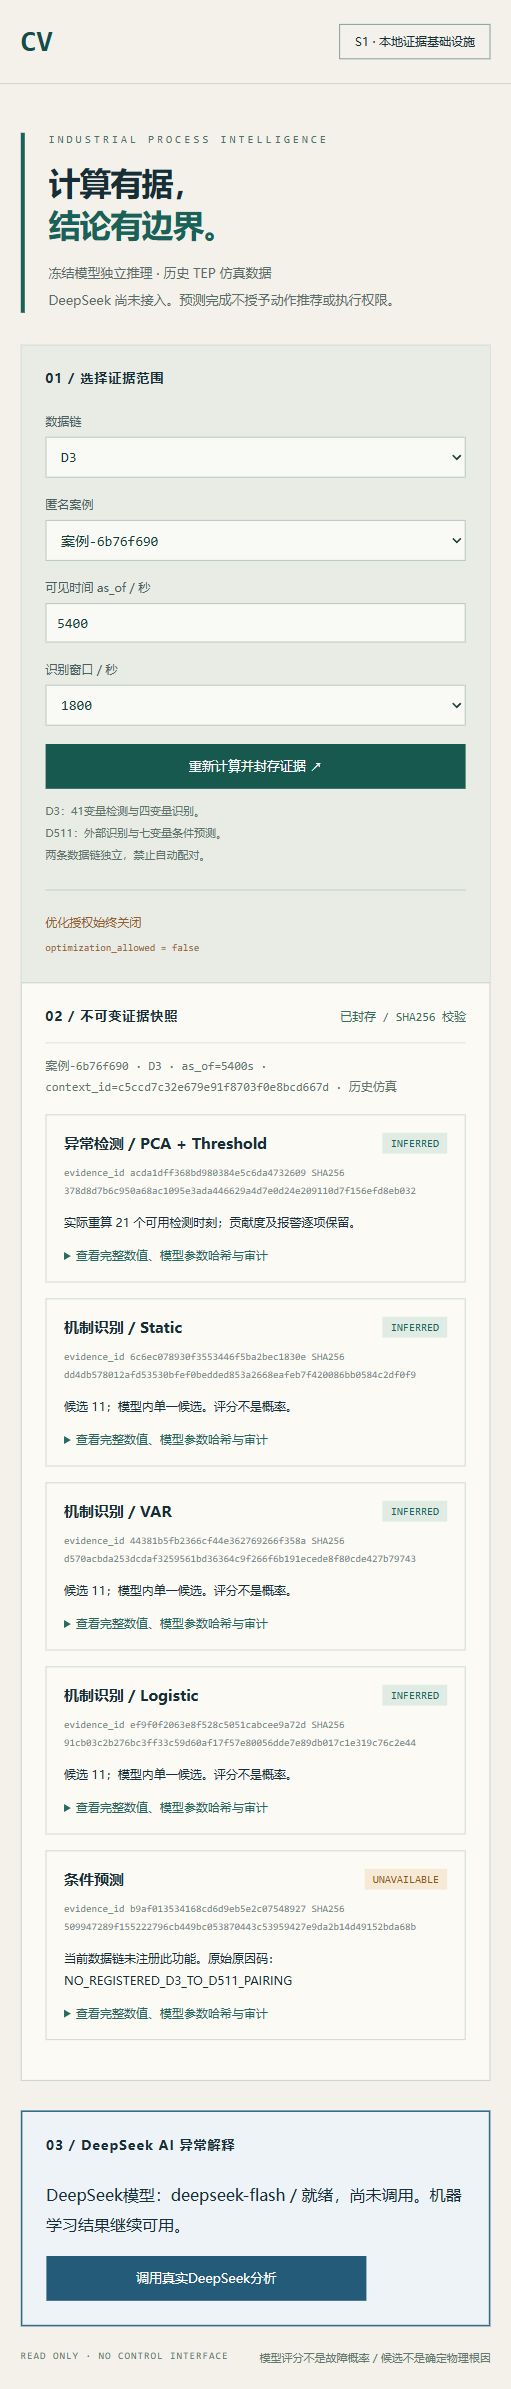 CV
S1 · 本地证据基础设施
INDUSTRIAL PROCESS INTELLIGENCE
计算有据，
结论有边界。
冻结模型独立推理 · 历史 TEP 仿真数据
DeepSeek 尚未接入。预测完成不授予动作推荐或执行权限。
01 / 选择证据范围
数据链
D3
匿名案例
案例-6b76f690
可见时间 as_of / 秒
5400
识别窗口 / 秒
1800
重新计算并封存证据 ↗
D3：41变量检测与四变量识别。
D511：外部识别与七变量条件预测。
两条数据链独立，禁止自动配对。
优化授权始终关闭
optimization_allowed = false
02 / 不可变证据快照
已封存 / SHA256 校验
案例-6b76f690 · D3 · as_of=5400s ·
context_id=c5ccd7c32e679e91f8703f0e8bcd667d · 历史仿真
异常检测 / PCA + Threshold
INFERRED
evidence_id acda1dff368bd980384e5c6da4732609 SHA256
378d8d7b6c950a68ac1095e3ada446629a4d7e0d24e209110d7f156efd8eb032
实际重算 21 个可用检测时刻；贡献度及报警逐项保留。
▶ 查看完整数值、模型参数哈希与审计
机制识别 / Static
INFERRED
evidence_id 6c6ec078930f3553446f5ba2bec1830e SHA256
dd4db578012afd53530bfef0bedded853a2668eafeb7f420086bb0584c2df0f9
候选 11；模型内单一候选。评分不是概率。
▶ 查看完整数值、模型参数哈希与审计
机制识别 / VAR
INFERRED
evidence_id 44381b5fb2366cf44e362769266f358a SHA256
d570acbda253dcdaf3259561bd36364c9f266f6b191ecede8f80cde427b79743
候选 11；模型内单一候选。评分不是概率。
▶ 查看完整数值、模型参数哈希与审计
机制识别 / Logistic
INFERRED
evidence_id ef9f0f2063e8f528c5051cabcee9a72d SHA256
91cb03c2b276bc3ff33c59d60af17f57e80056dde7e89db017c1e319c76c2e44
候选 11；模型内单一候选。评分不是概率。
▶ 查看完整数值、模型参数哈希与审计
条件预测
UNAVAILABLE
evidence_id b9af013534168cd6d9eb5e2c07548927 SHA256
509947289f155222796cb449bc053870443c53959427e9da2b14d49152bda68b
当前数据链未注册此功能。原始原因码：
NO_REGISTERED_D3_TO_D511_PAIRING
▶ 查看完整数值、模型参数哈希与审计
03 / DeepSeek AI 异常解释
DeepSeek模型：deepseek-flash / 就绪，尚未调用。机器
学习结果继续可用。
调用真实DeepSeek分析
READ ONLY · NO CONTROL INTERFACE
模型评分不是故障概率 / 候选不是确定物理根因